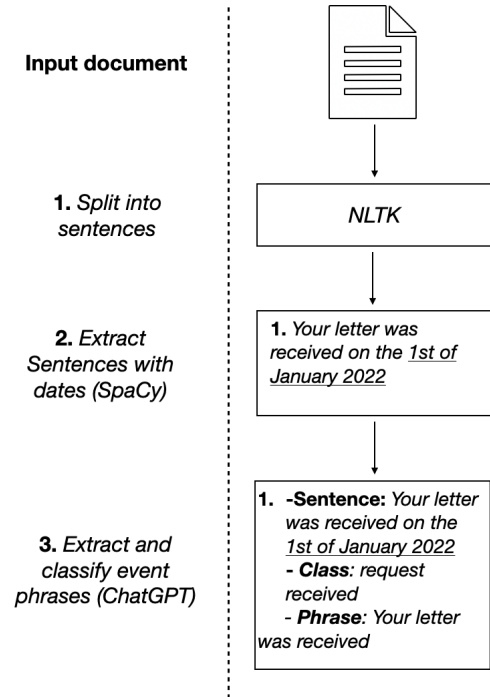 Input document
1. Split into
sentences
NLTK
2. Extract
Sentences with
dates (SpaCy)
1. Your letter was
received on the 1st of
January 2022
3. Extract and
classify event
phrases (ChatGPT)
1. -Sentence: Your letter
was received on the
1st of January 2022
- Class: request
received
- Phrase: Your letter
was received